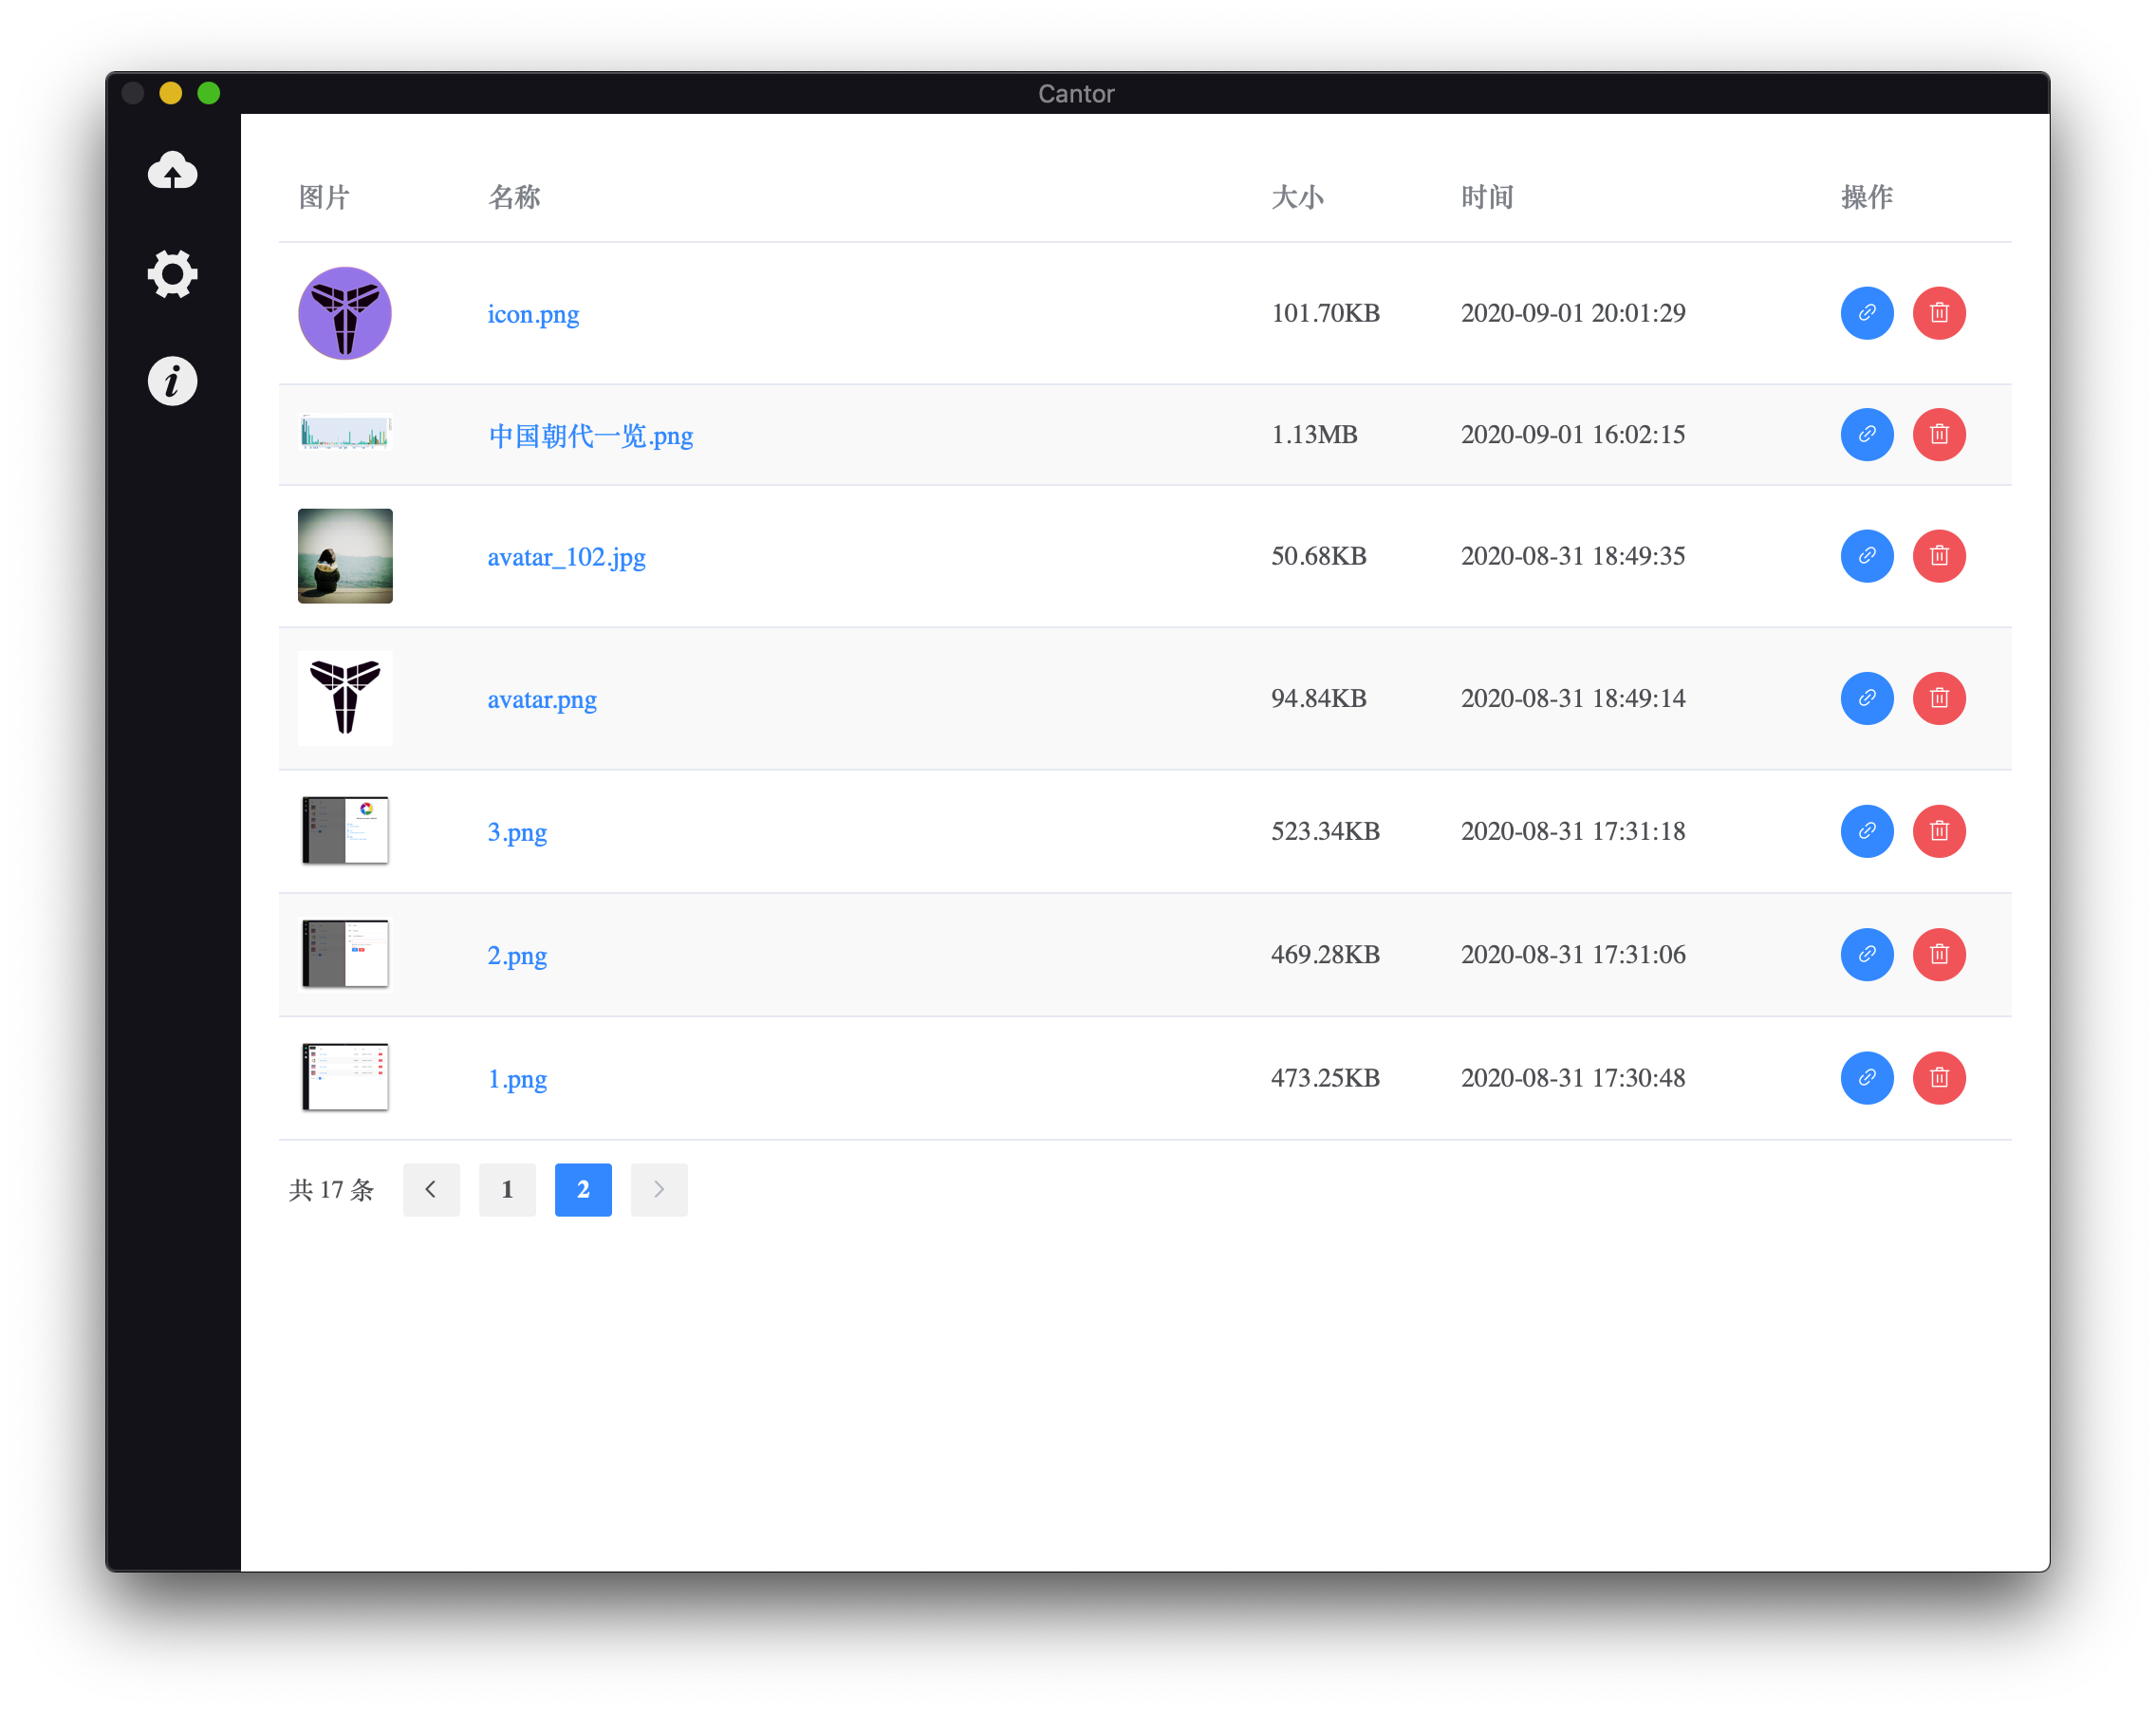 Cantor
图片 名称 大小 时间 操作
icon.png 101.70KB 2020-09-01 20:01:29
中国朝代一览.png 1.13MB 2020-09-01 16:02:15
avatar_102.jpg 50.68KB 2020-08-31 18:49:35
avatar.png 94.84KB 2020-08-31 18:49:14
3.png 523.34KB 2020-08-31 17:31:18
2.png 469.28KB 2020-08-31 17:31:06
1.png 473.25KB 2020-08-31 17:30:48
共 17 条 1 2